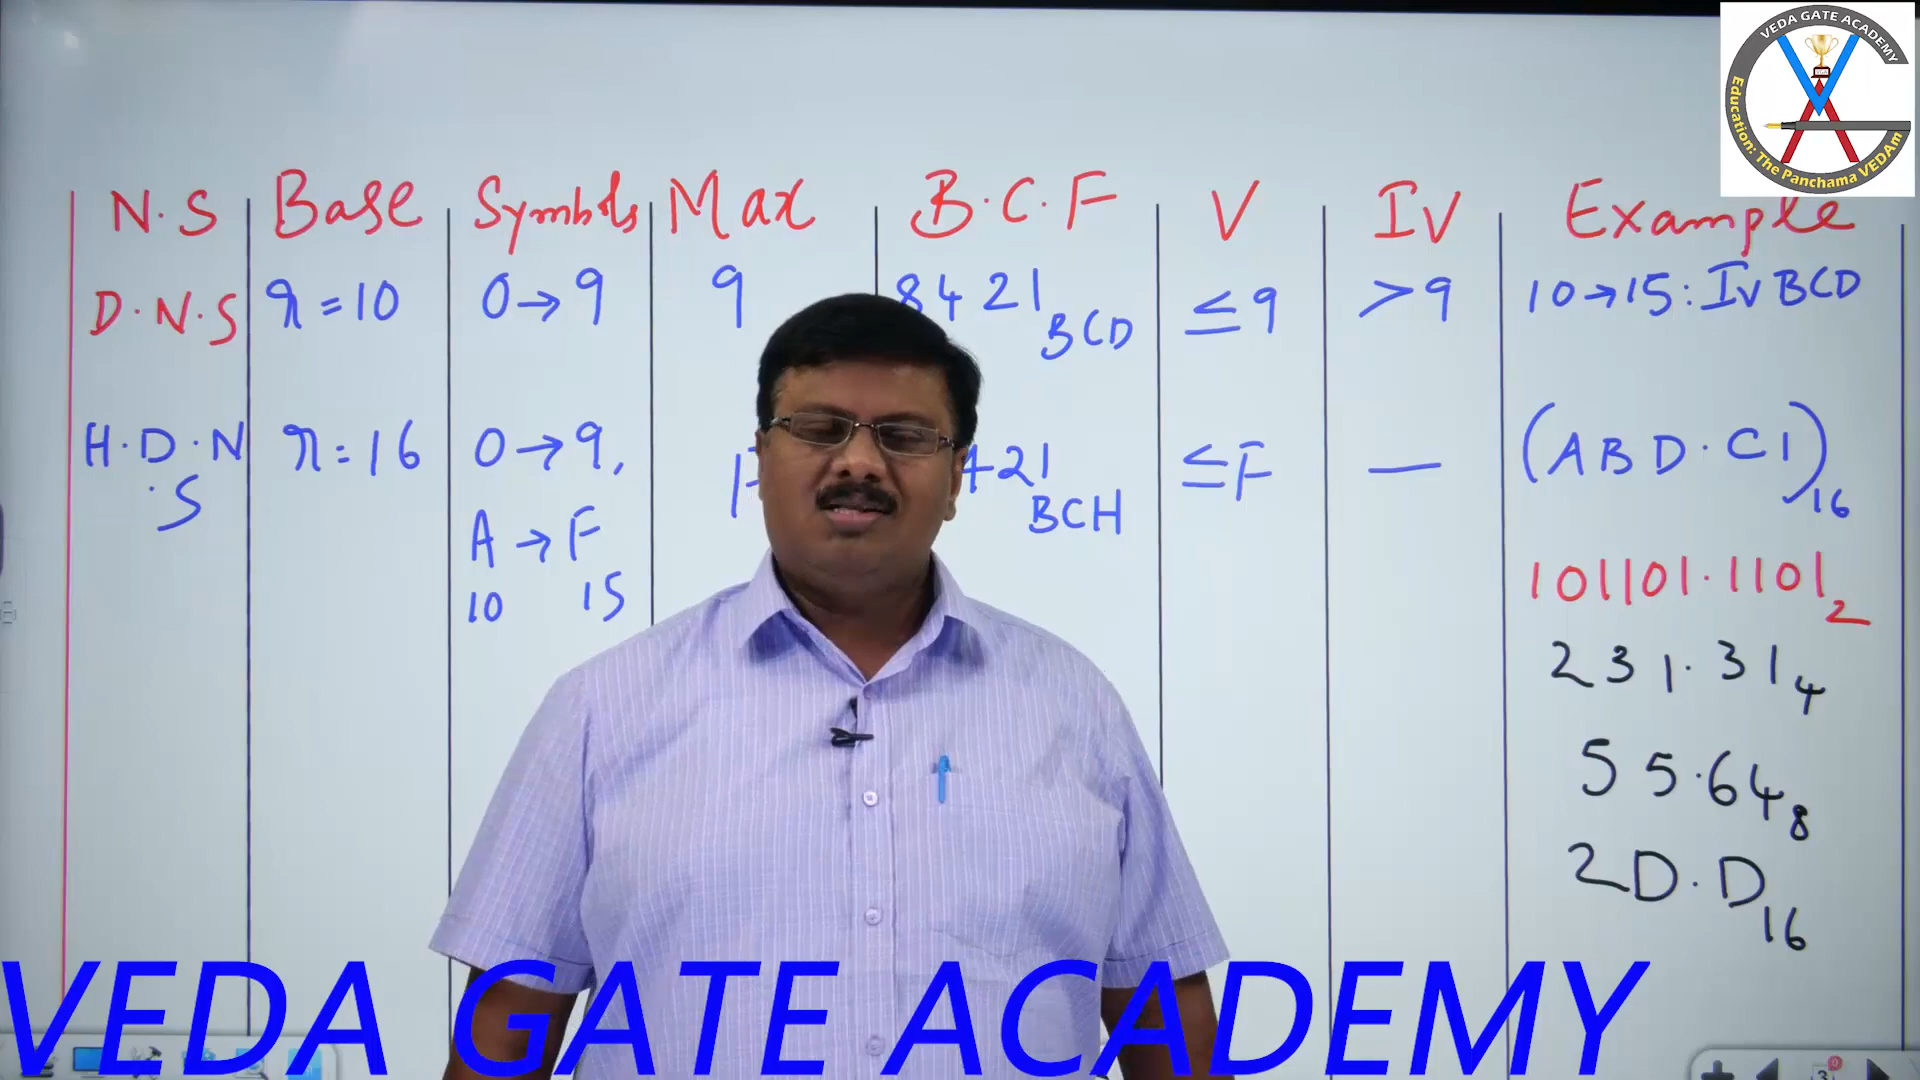 VEDA GATE ACADEMY
Education: The Panchama VEDAm
N.S Base Symbols Max B.C.F V IV Example
D.N.S r=10 0→9 9 8421 BCD ≤9 >9 10→15: IV BCD
H.D.N.S r=16 0→9, 421 BCH ≤F — (ABD.C1)16
A→F
10 15
101101.1101 2
231.31 4
55.64 8
2D.D 16
VEDA GATE ACADEMY